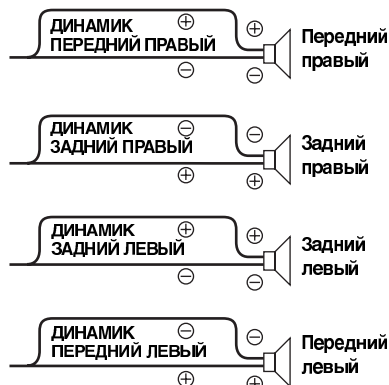 ДИНАМИК
ПЕРЕДНИЙ ПРАВЫЙ
⊕
⊖
⊕
⊖
Передний
правый
ДИНАМИК
ЗАДНИЙ ПРАВЫЙ
⊖
⊕
⊖
⊕
Задний
правый
ДИНАМИК
ЗАДНИЙ ЛЕВЫЙ
⊕
⊖
⊕
⊖
Задний
левый
ДИНАМИК
ПЕРЕДНИЙ ЛЕВЫЙ
⊖
⊕
⊖
⊕
Передний
левый